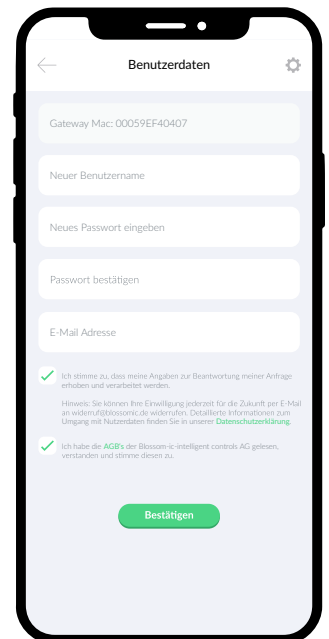 Benutzerdaten
Gateway Mac: 00059EF40407
Neuer Benutzername
Neues Passwort eingeben
Passwort bestätigen
E-Mail Adresse
Ich stimme zu, dass meine Angaben zur Beantwortung meiner Anfrage
erhoben und verarbeitet werden.
Hinweis: Sie können Ihre Einwilligung jederzeit für die Zukunft per E-Mail
an widerruf@blossomic.de widerrufen. Detaillierte Informationen zum
Umgang mit Nutzerdaten finden Sie in unserer Datenschutzerklärung.
Ich habe die AGB's der Blossom-ic-intelligent controls AG gelesen,
verstanden und stimme diesen zu.
Bestätigen